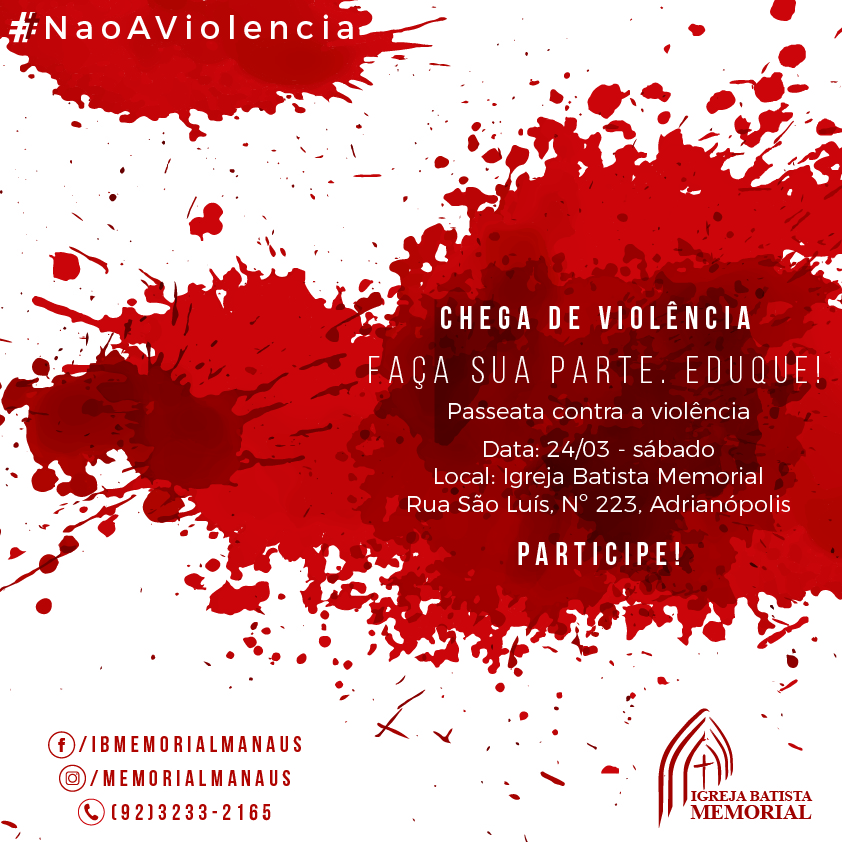 #NaoAViolencia
CHEGA DE VIOLÊNCIA
FAÇA SUA PARTE. EDUQUE!
Passeata contra a violência
Data: 24/03 - sábado
Local: Igreja Batista Memorial
Rua São Luís, Nº 223, Adrianópolis
PARTICIPE!
/IBMEMORIALMANAUS
/MEMORIALMANAUS
(92)3233-2165
IGREJA BATISTA
MEMORIAL